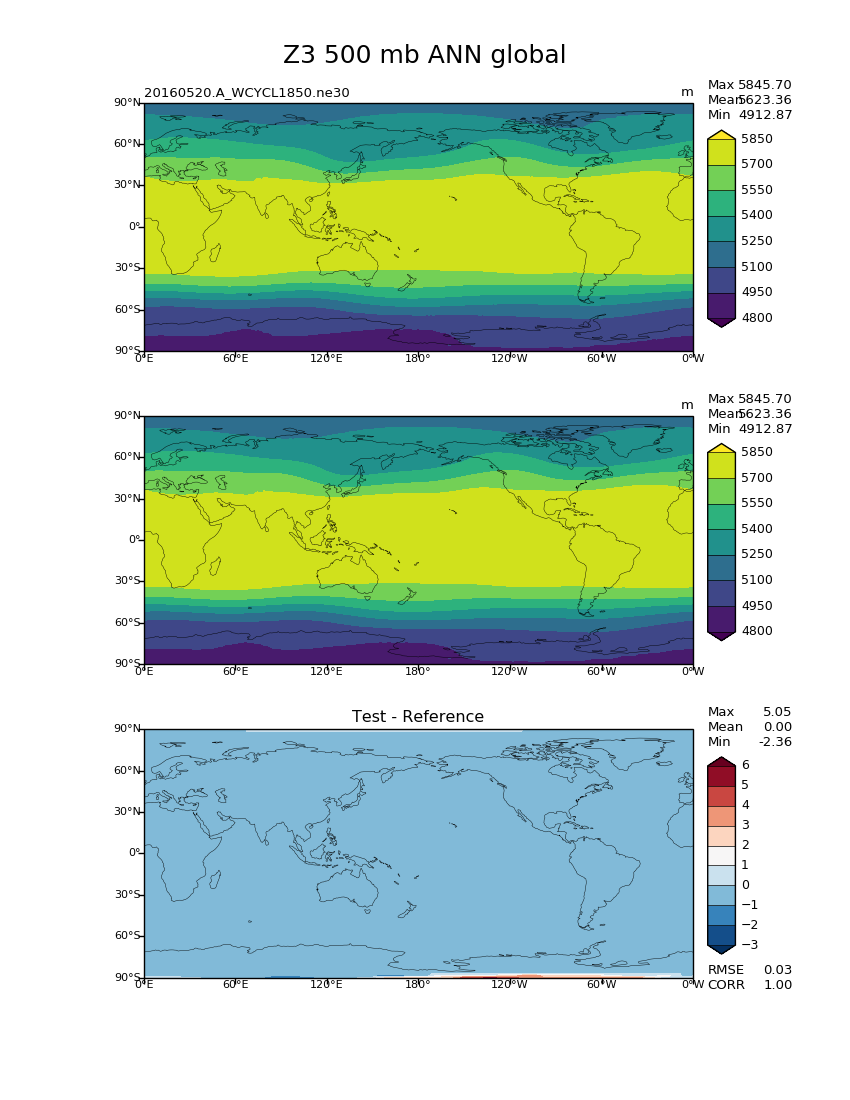 Z3 500 mb ANN global
20160520.A_WCYCL1850.ne30
m
Max 5845.70
Mean 5623.36
Min 4912.87
90°N
60°N
30°N
0°
30°S
60°S
90°S
0°E 60°E 120°E 180° 120°W 60°W 0°W
5850
5700
5550
5400
5250
5100
4950
4800
m
Max 5845.70
Mean 5623.36
Min 4912.87
90°N
60°N
30°N
0°
30°S
60°S
90°S
0°E 60°E 120°E 180° 120°W 60°W 0°W
5850
5700
5550
5400
5250
5100
4950
4800
Test - Reference
Max 5.05
Mean 0.00
Min -2.36
90°N
60°N
30°N
0°
30°S
60°S
90°S
0°E 60°E 120°E 180° 120°W 60°W 0°W
6
5
4
3
2
1
0
−1
−2
−3
RMSE 0.03
CORR 1.00